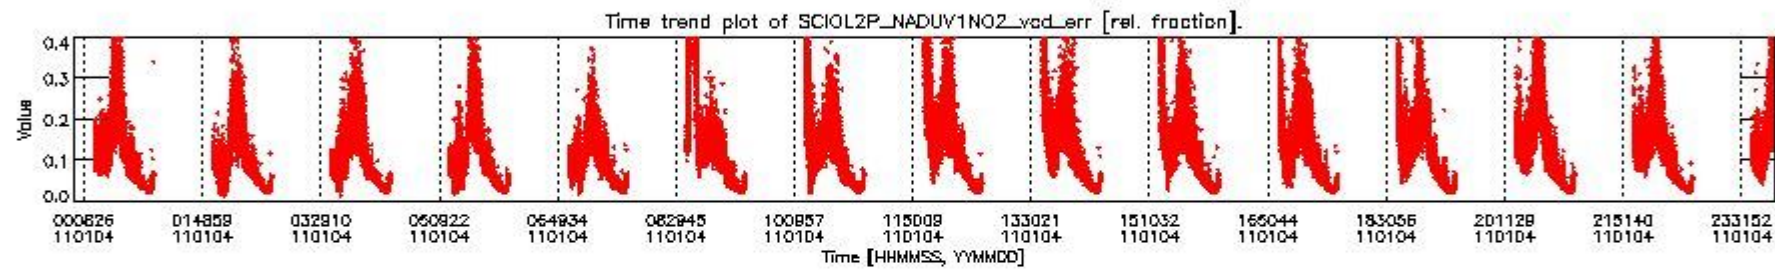 Time trend plot of SCIOL2P_NADUV1NO2_vcd_err [rel. fraction].
0.4
0.3
0.2
0.1
0.0
Value
000826 014859 032910 050922 064934 082945 100957 115009 133021 151032 165044 183056 201129 215140 233152
110104 110104 110104 110104 110104 110104 110104 110104 110104 110104 110104 110104 110104 110104 110104
Time [HHMMSS, YYMMDD]